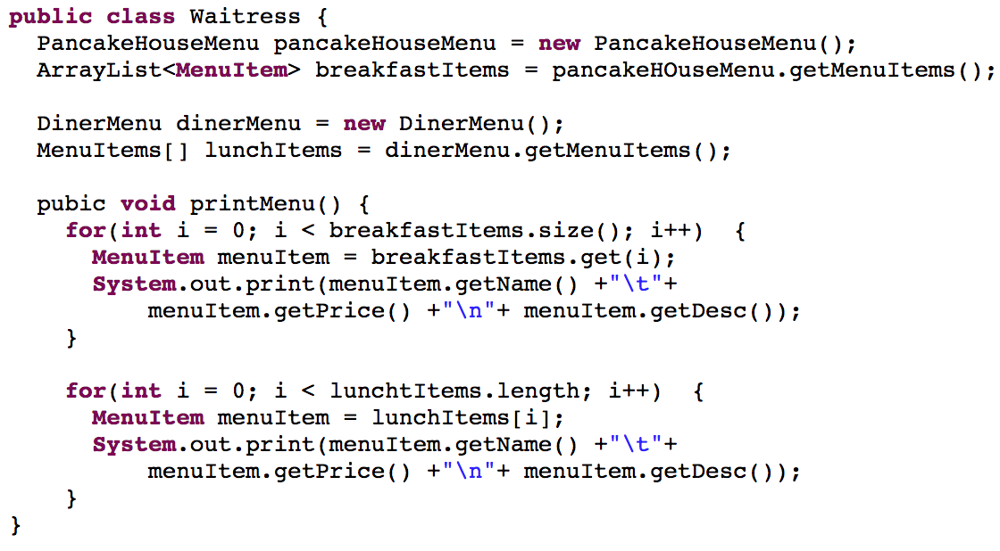 public class Waitress {
  PancakeHouseMenu pancakeHouseMenu = new PancakeHouseMenu();
  ArrayList<MenuItem> breakfastItems = pancakeHOuseMenu.getMenuItems();

  DinerMenu dinerMenu = new DinerMenu();
  MenuItems[] lunchItems = dinerMenu.getMenuItems();

  pubic void printMenu() {
    for(int i = 0; i < breakfastItems.size(); i++)  {
      MenuItem menuItem = breakfastItems.get(i);
      System.out.print(menuItem.getName() +"\t"+
          menuItem.getPrice() +"\n"+ menuItem.getDesc());
    }

    for(int i = 0; i < lunchtItems.length; i++)  {
      MenuItem menuItem = lunchItems[i];
      System.out.print(menuItem.getName() +"\t"+
          menuItem.getPrice() +"\n"+ menuItem.getDesc());
    }
}